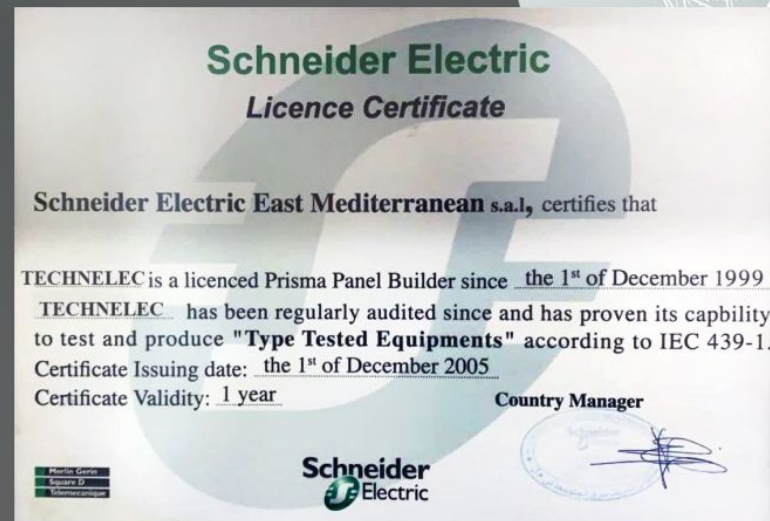 Schneider Electric
Licence Certificate
Schneider Electric East Mediterranean s.a.l, certifies that
TECHNELEC is a licenced Prisma Panel Builder since the 1st of December 1999
TECHNELEC has been regularly audited since and has proven its capbility
to test and produce "Type Tested Equipments" according to IEC 439-1.
Certificate Issuing date: the 1st of December 2005
Certificate Validity: 1 year
Country Manager
Merlin Gerin
Square D
Telemecanique
Schneider
Electric